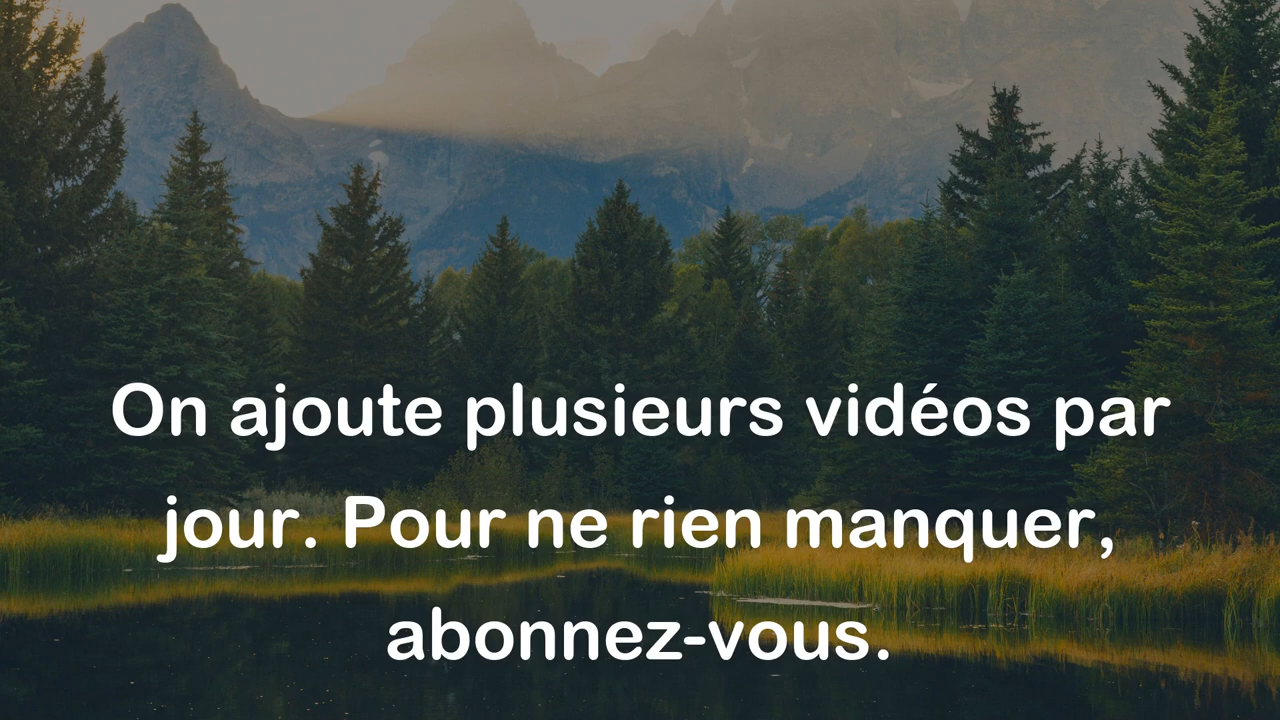 On ajoute plusieurs vidéos par
jour. Pour ne rien manquer,
abonnez-vous.